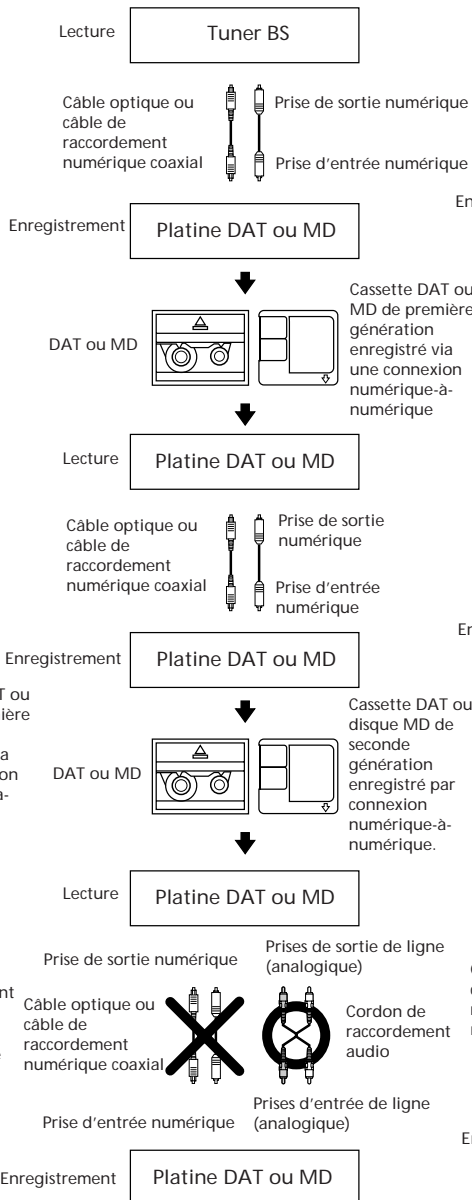 Lecture
Tuner BS
Câble optique ou
câble de
raccordement
numérique coaxial
Prise de sortie numérique
Prise d'entrée numérique
Enregistrement
Platine DAT ou MD
DAT ou MD
Cassette DAT ou
MD de première
génération
enregistré via
une connexion
numérique-à-
numérique
Lecture
Platine DAT ou MD
Câble optique ou
câble de
raccordement
numérique coaxial
Prise de sortie
numérique
Prise d'entrée
numérique
Enregistrement
Platine DAT ou MD
DAT ou MD
Cassette DAT ou
disque MD de
seconde
génération
enregistré par
connexion
numérique-à-
numérique.
Lecture
Platine DAT ou MD
Prise de sortie numérique
Prises de sortie de ligne
(analogique)
Câble optique ou
câble de
raccordement
numérique coaxial
Cordon de
raccordement
audio
Prise d'entrée numérique
Prises d'entrée de ligne
(analogique)
Enregistrement
Platine DAT ou MD